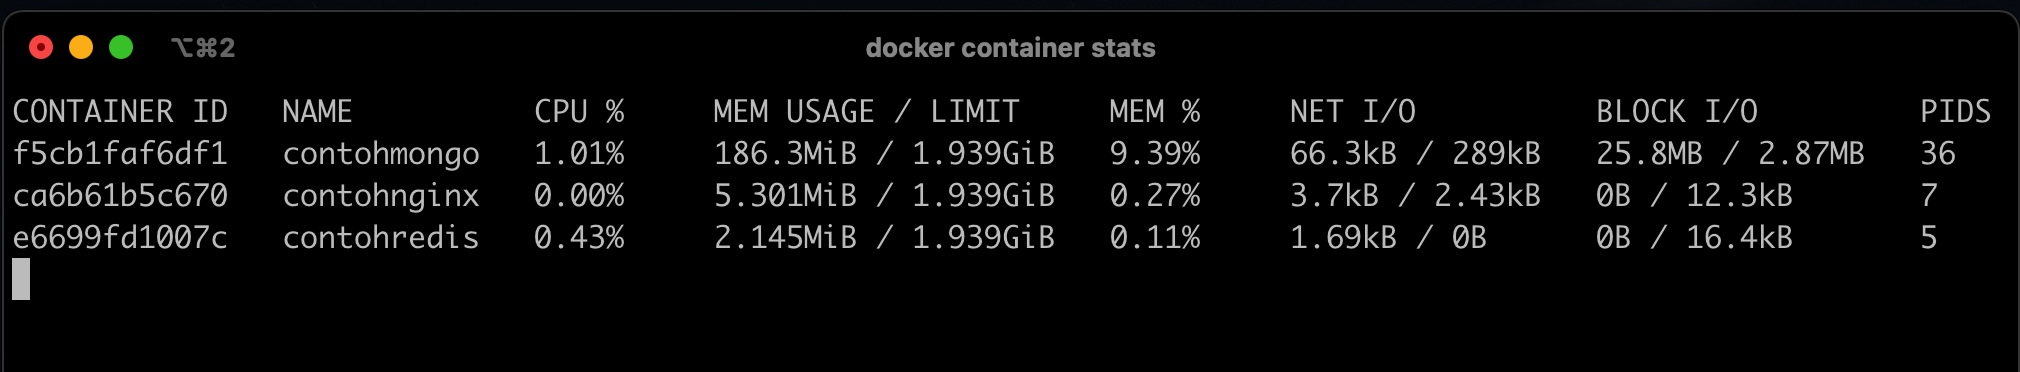 ⌥⌘2 docker container stats
CONTAINER ID NAME CPU % MEM USAGE / LIMIT MEM % NET I/O BLOCK I/O PIDS
f5cb1faf6df1 contohmongo 1.01% 186.3MiB / 1.939GiB 9.39% 66.3kB / 289kB 25.8MB / 2.87MB 36
ca6b61b5c670 contohnginx 0.00% 5.301MiB / 1.939GiB 0.27% 3.7kB / 2.43kB 0B / 12.3kB 7
e6699fd1007c contohredis 0.43% 2.145MiB / 1.939GiB 0.11% 1.69kB / 0B 0B / 16.4kB 5